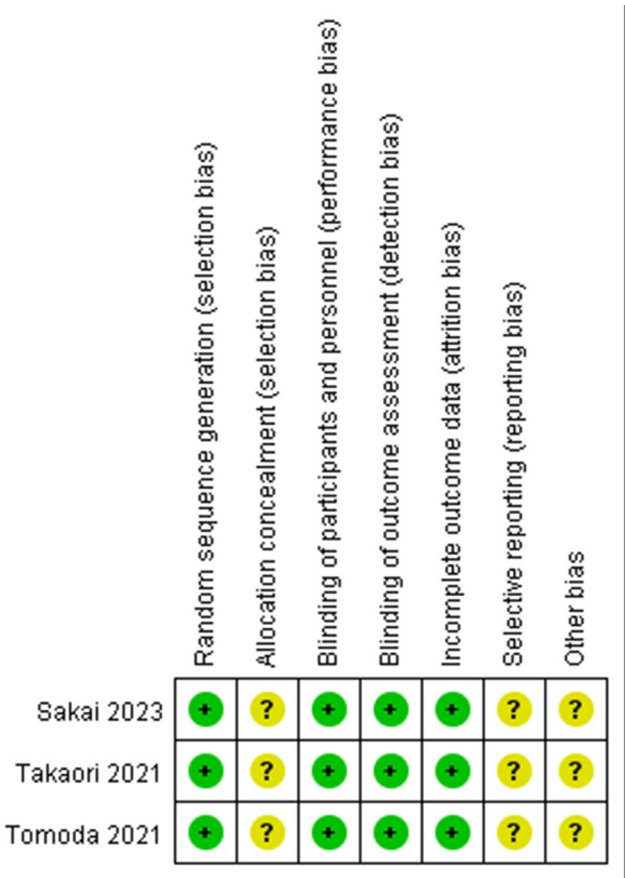 Random sequence generation (selection bias)
Allocation concealment (selection bias)
Blinding of participants and personnel (performance bias)
Blinding of outcome assessment (detection bias)
Incomplete outcome data (attrition bias)
Selective reporting (reporting bias)
Other bias
Sakai 2023 + ? + + + ? ?
Takaori 2021 + ? + + + ? ?
Tomoda 2021 + ? + + + ? ?